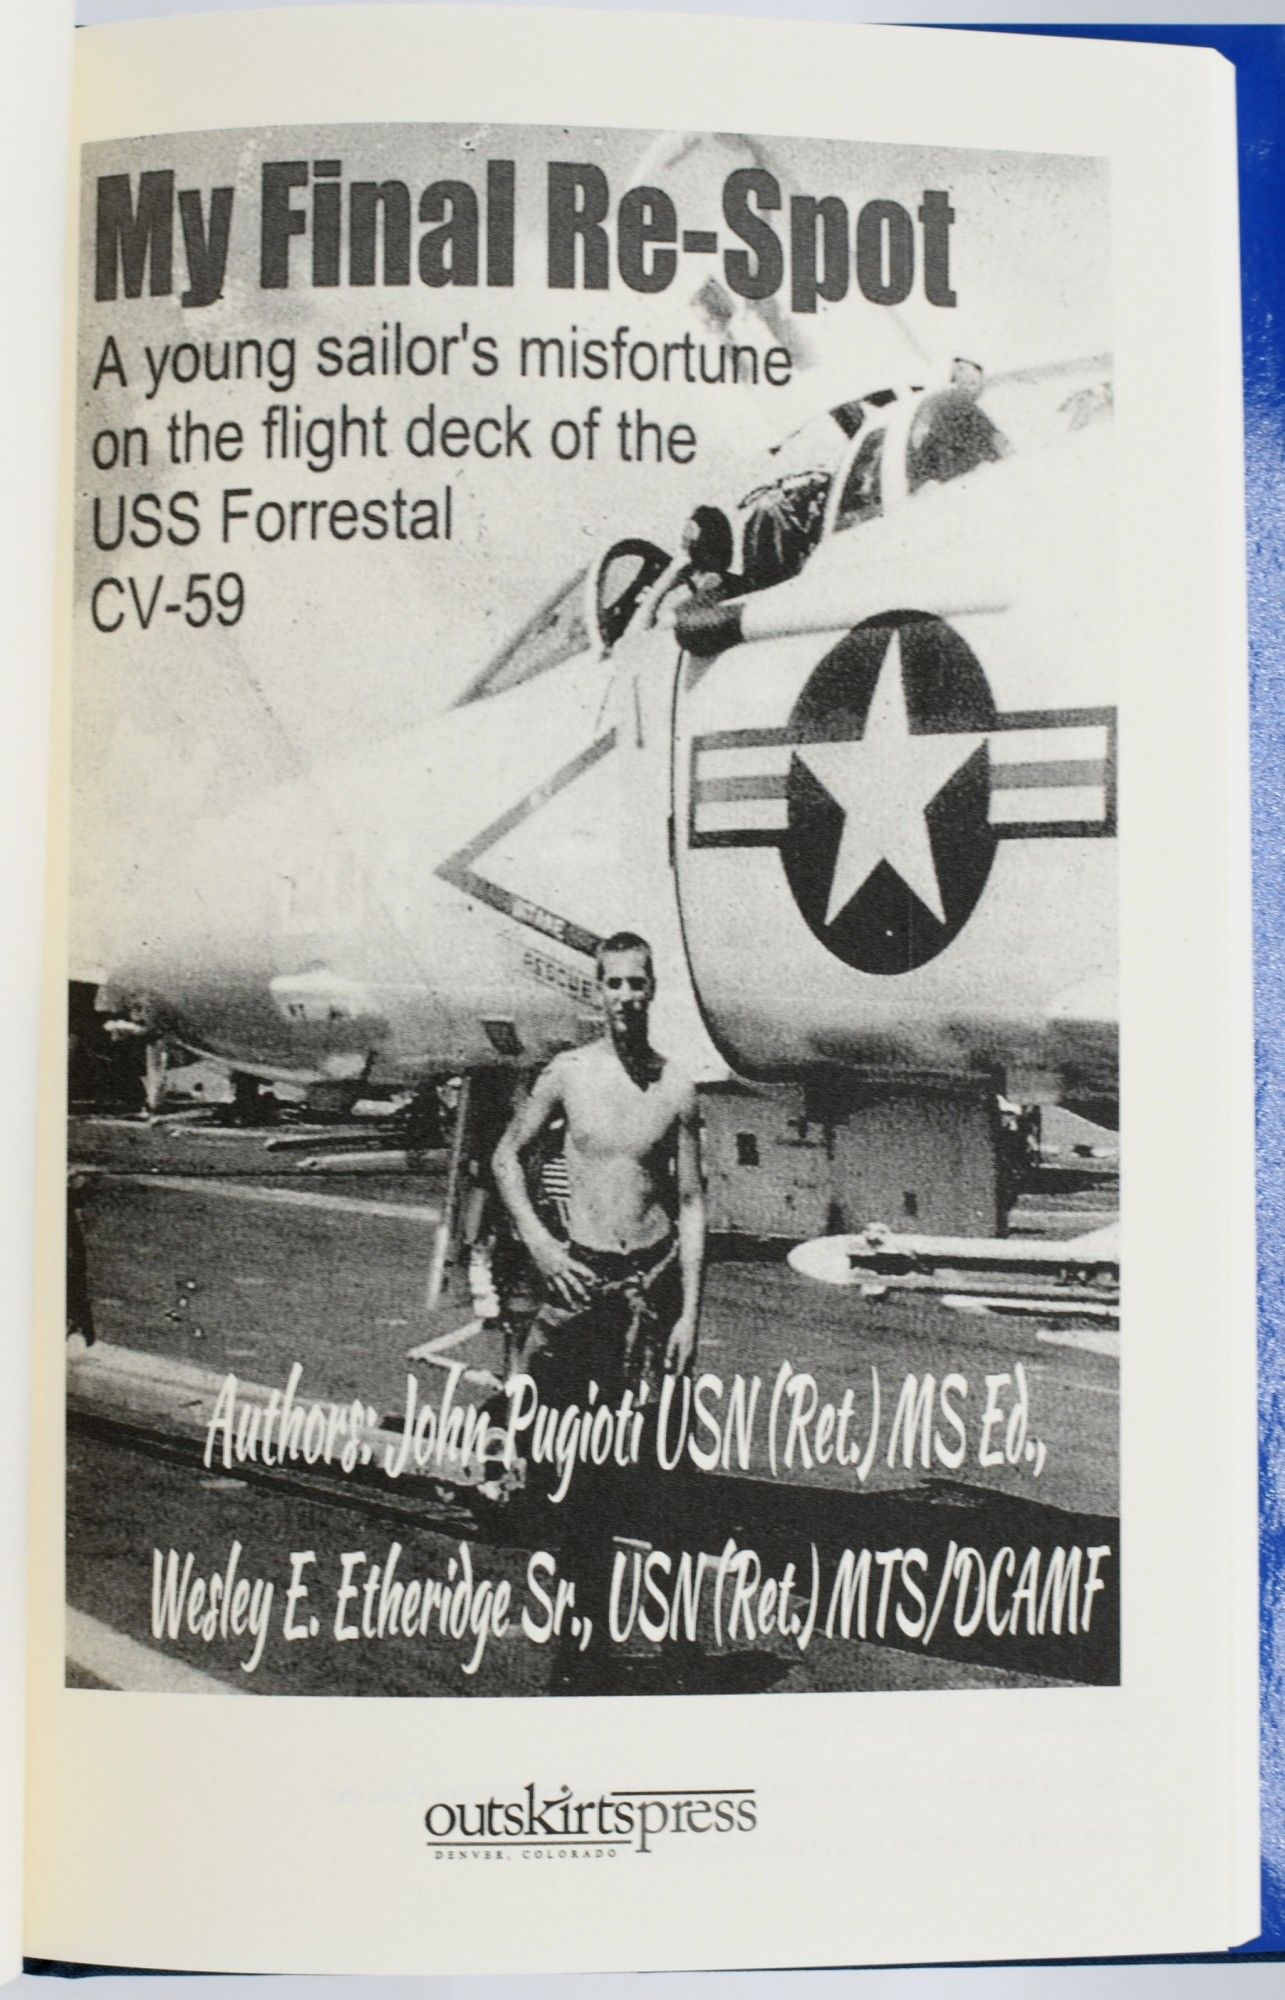 My Final Re-Spot
A young sailor's misfortune
on the flight deck of the
USS Forrestal
CV-59
RESCUE
Authors: John Pugioti USN (Ret.) MS Ed.,
Wesley E. Etheridge Sr., USN (Ret.) MTS/DCAMF
outskirtspress
DENVER, COLORADO